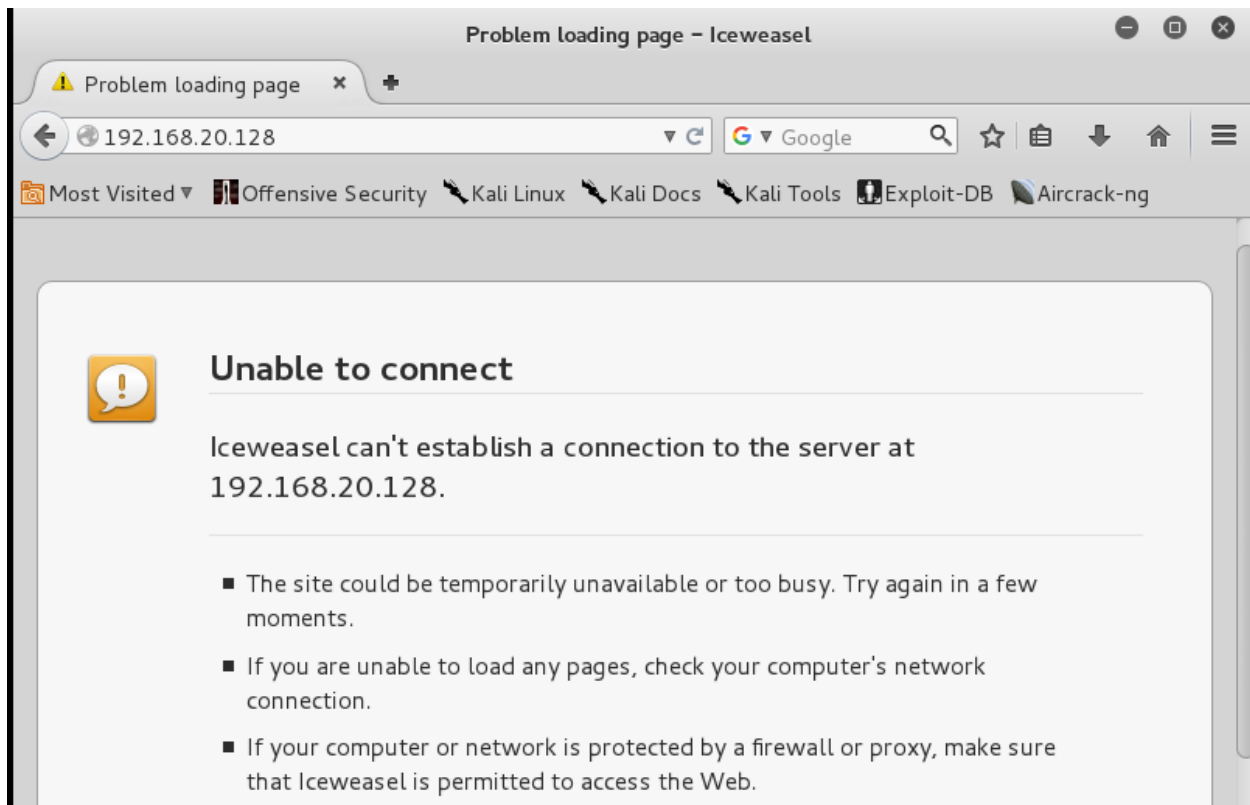 Problem loading page – Iceweasel
Problem loading page
192.168.20.128
Google
Most Visited Offensive Security Kali Linux Kali Docs Kali Tools Exploit-DB Aircrack-ng
Unable to connect
Iceweasel can't establish a connection to the server at
192.168.20.128.
The site could be temporarily unavailable or too busy. Try again in a few
moments.
If you are unable to load any pages, check your computer's network
connection.
If your computer or network is protected by a firewall or proxy, make sure
that Iceweasel is permitted to access the Web.